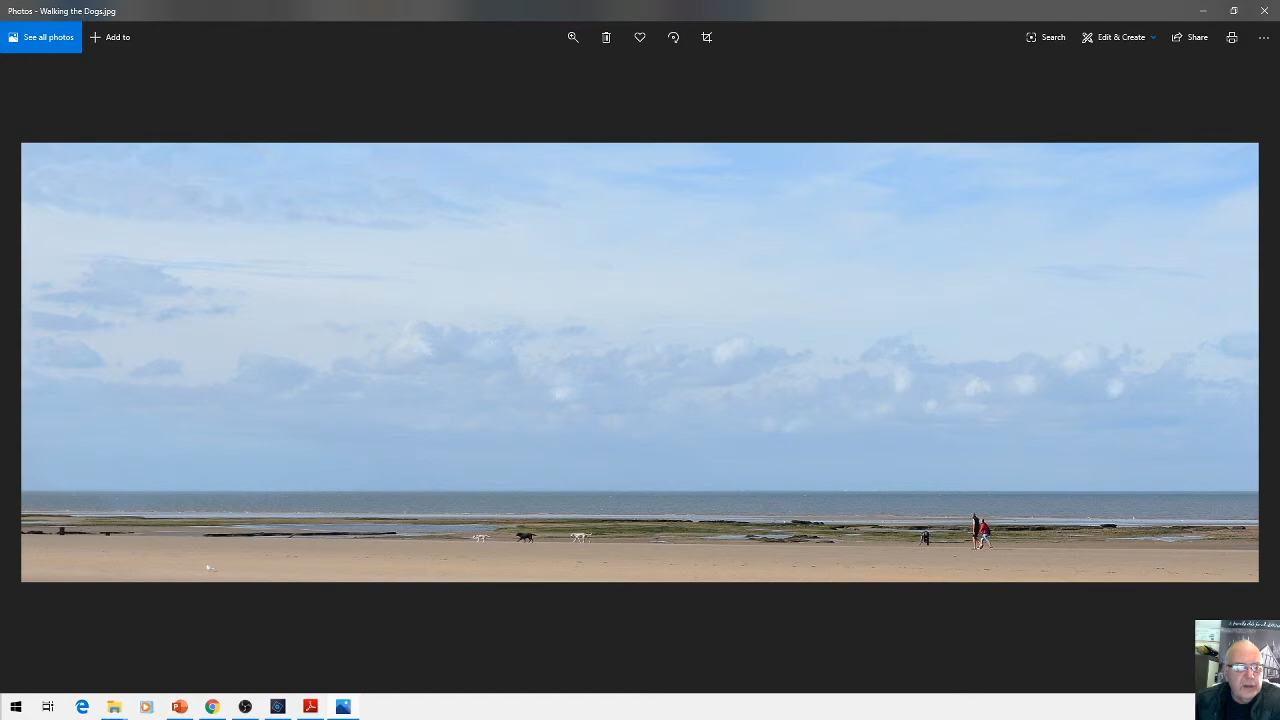 Photos - Walking the Dogs.jpg
See all photos
Add to
Search
Edit & Create
Share